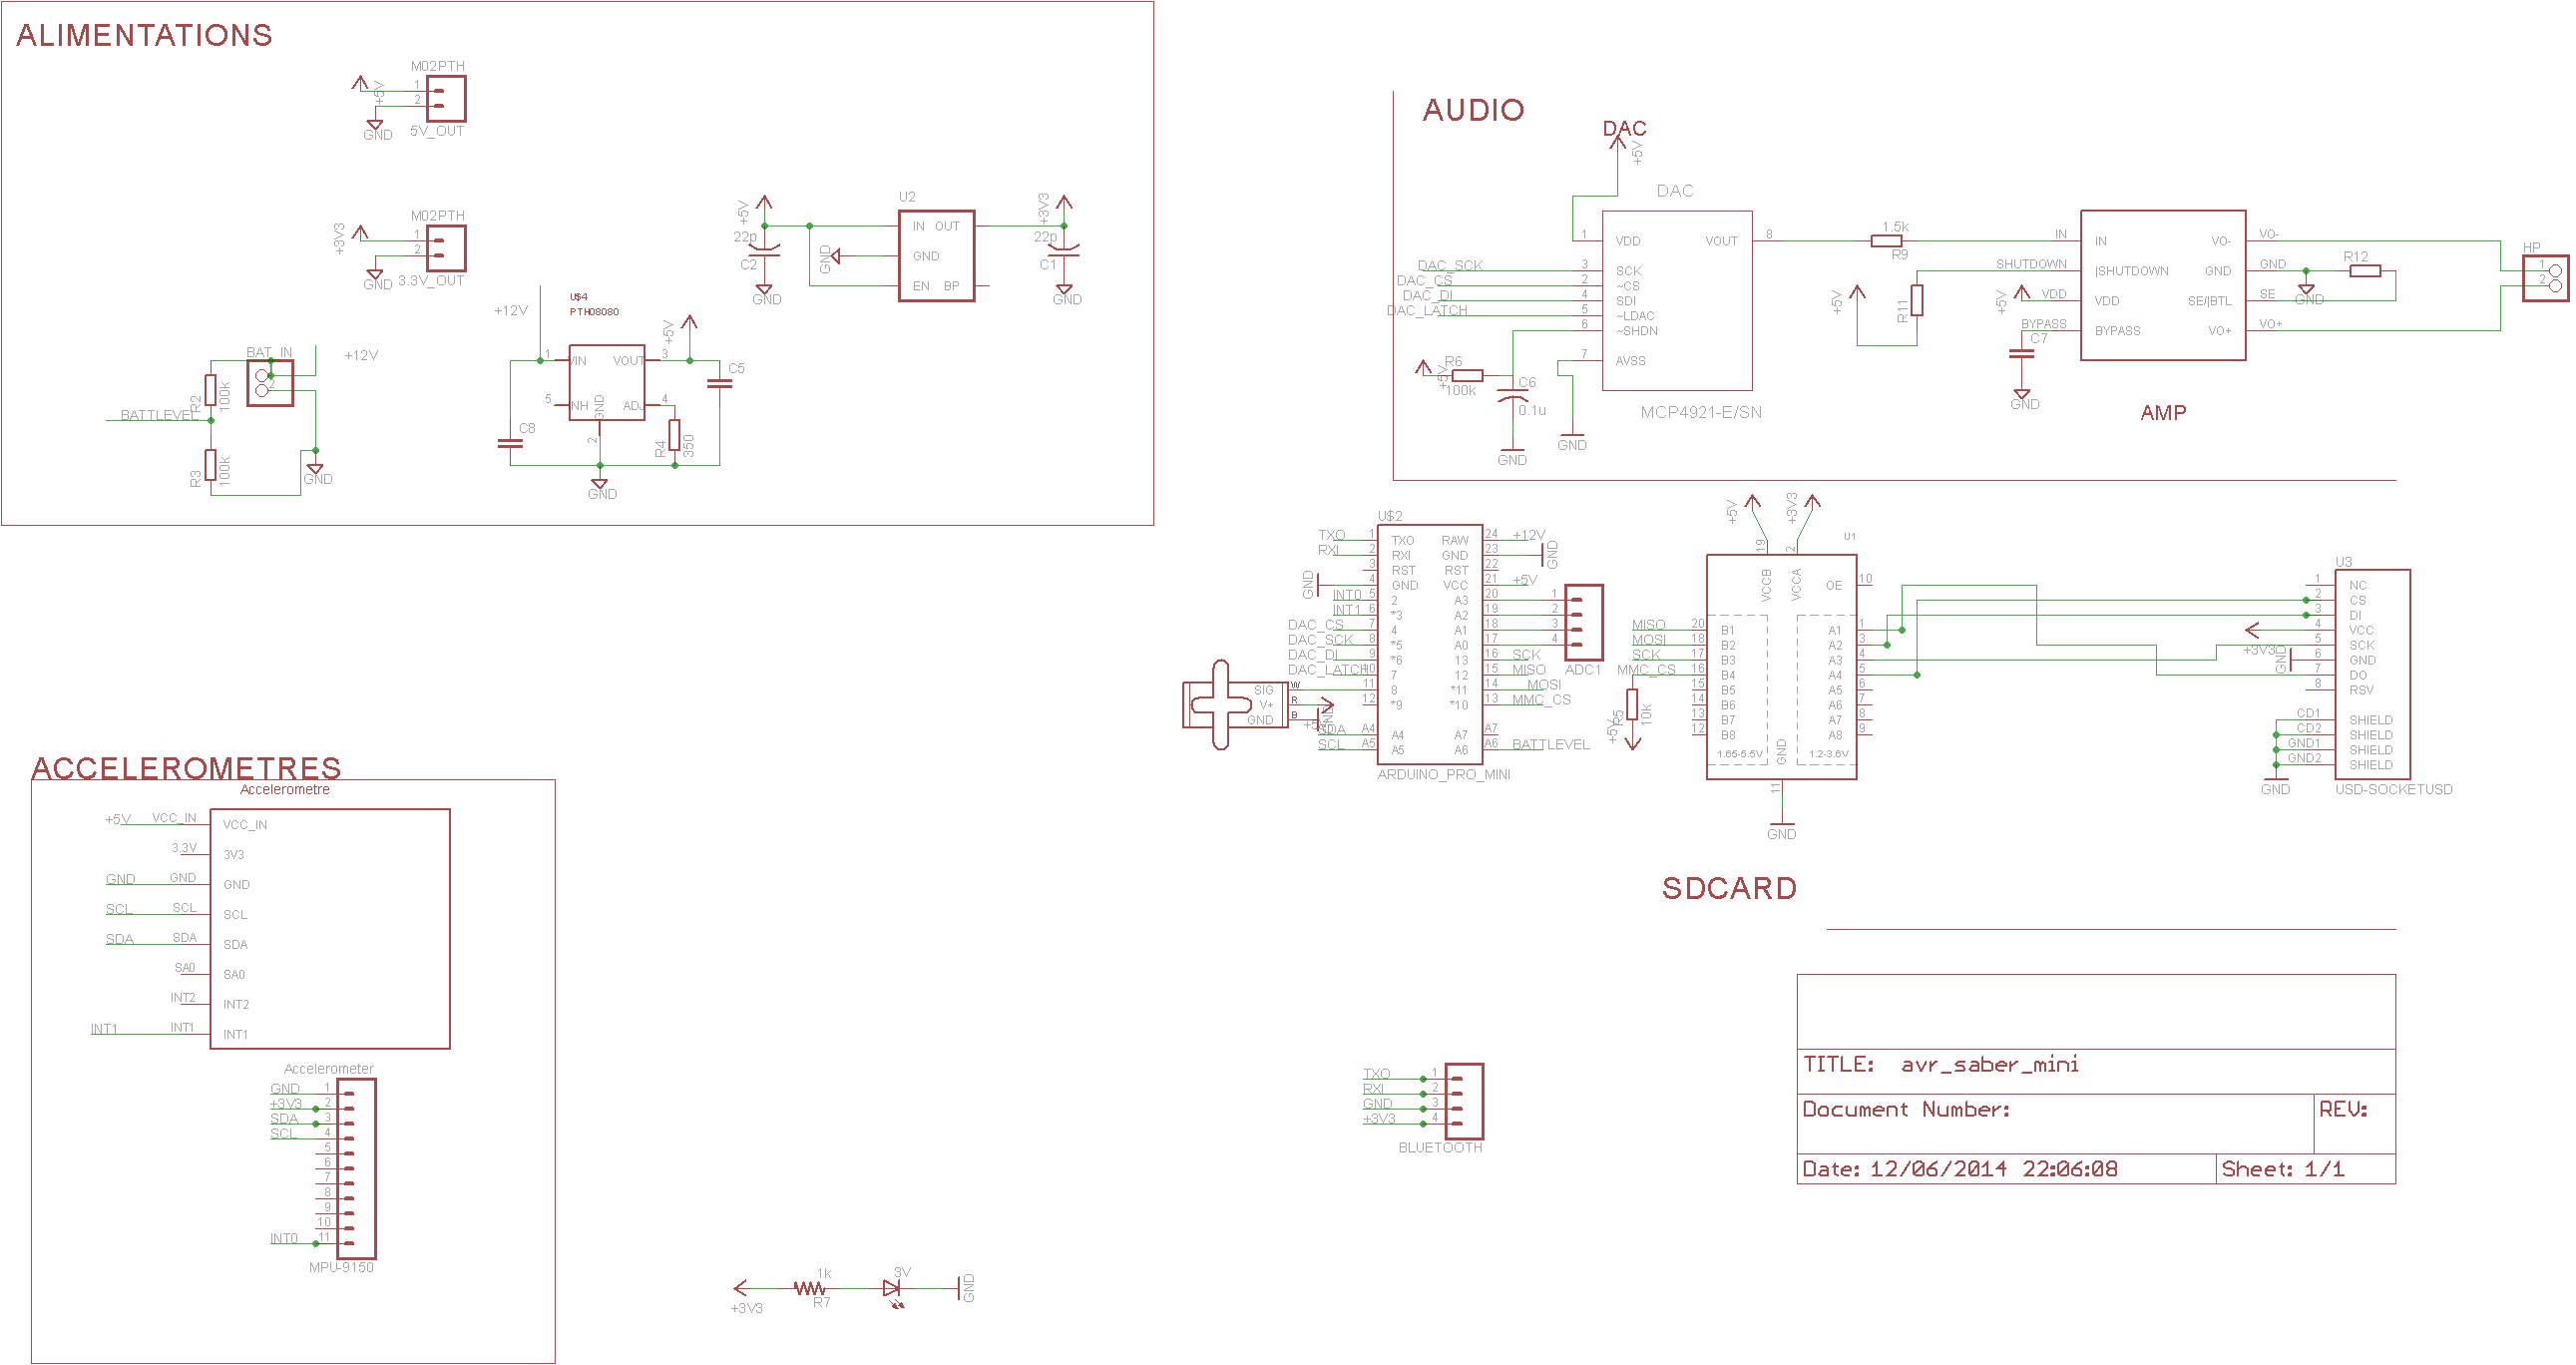 ALIMENTATIONS
M02PTH
+5V
1
2
GND
5V_OUT
M02PTH
+3V3
1
2
GND
3.3V_OUT
BAT_IN
+12V
1
2
R2
100k
BATTLEVEL
R3
100k
GND
+12V
U$4
PTH08080
+5V
1
VIN
VOUT
3
5
NH
GND
ADJ
4
2
C8
R4
350
C5
GND
+5V
22p
C2
GND
GND
U2
IN
OUT
GND
EN
BP
+3V3
22p
C1
GND
AUDIO
DAC
+5V
DAC
1
VDD
VOUT
8
DAC_SCK
3
SCK
DAC_CS
2
~CS
DAC_DI
4
SDI
DAC_LATCH
5
~LDAC
6
~SHDN
7
AVSS
+5V
R6
100k
C6
0.1u
GND
GND
MCP4921-E/SN
1.5k
R9
+5V
R11
IN
IN
VO-
VO-
SHUTDOWN
|SHUTDOWN
GND
GND
+5V
VDD
VDD
SE/|BTL
SE
BYPASS
BYPASS
VO+
VO+
C7
GND
AMP
GND
R12
HP
1
2
U$2
TXO
1
TXO
RAW
24
+12V
RXI
2
RXI
GND
23
GND
3
RST
RST
22
GND
4
GND
VCC
21
+5V
INT0
5
2
A3
20
INT1
6
*3
A2
19
DAC_CS
7
4
A1
18
DAC_SCK
8
*5
A0
17
DAC_DI
9
*6
13
16
SCK
DAC_LATCH
10
7
12
15
MISO
11
8
*11
14
MOSI
12
*9
*10
13
MMC_CS
SDA
A4
A4
A7
A7
SCL
A5
A5
A6
A6
BATTLEVEL
ARDUINO_PRO_MINI
1
2
3
4
ADC1
SIG
W
V+
R
GND
B
+5V
GND
+5V
+3V3
U1
19
2
VCCB
VCCA
OE
10
MISO
20
B1
A1
1
MOSI
18
B2
A2
3
SCK
17
B3
A3
4
MMC_CS
16
B4
A4
5
15
B5
A5
6
14
B6
A6
7
13
B7
A7
8
12
B8
A8
9
1.65-5.5V
GND
1.2-3.6V
11
GND
R5
10k
+5V
U3
1
NC
2
CS
3
DI
4
VCC
+3V3
5
SCK
GND
6
GND
7
DO
8
RSV
CD1
SHIELD
CD2
SHIELD
GND1
SHIELD
GND2
SHIELD
GND
USD-SOCKETUSD
SDCARD
ACCELEROMETRES
Accelerometre
+5V
VCC_IN
VCC_IN
3.3V
3V3
GND
GND
GND
SCL
SCL
SCL
SDA
SDA
SDA
SA0
SA0
INT2
INT2
INT1
INT1
INT1
Accelerometer
GND
1
+3V3
2
SDA
3
SCL
4
5
6
7
8
9
10
INT0
11
MPU-9150
+3V3
1k
R7
3V
GND
TXO
1
RXI
2
GND
3
+3V3
4
BLUETOOTH
TITLE: avr_saber_mini
Document Number:
REV:
Date: 12/06/2014 22:06:08
Sheet: 1/1